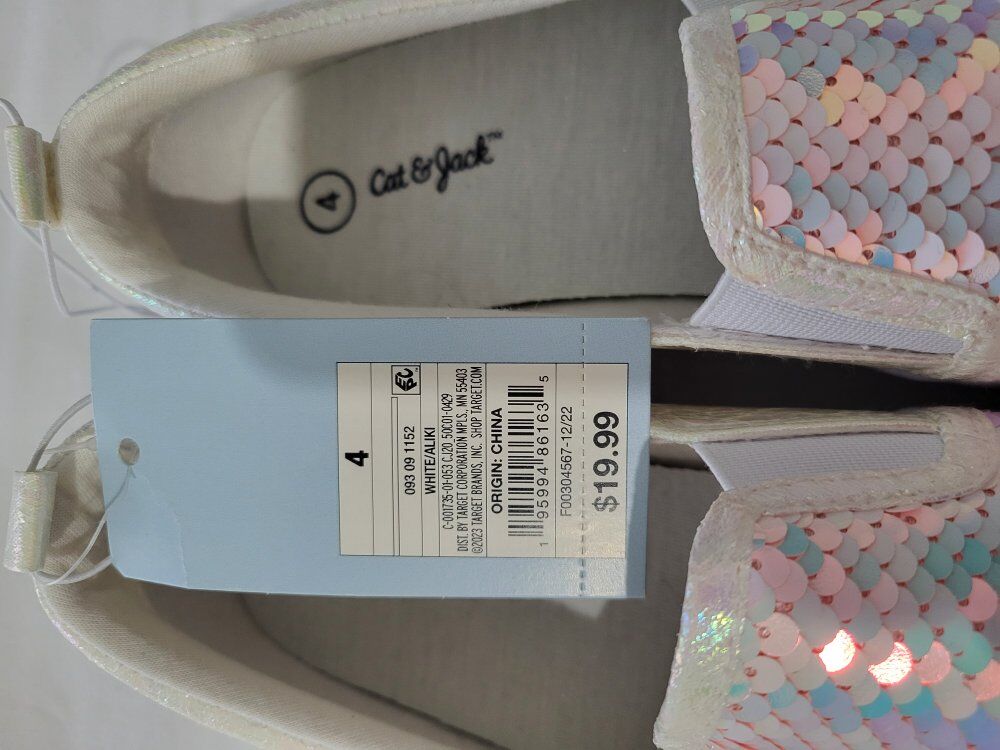 4
Cat & Jack™
4
EC
093 09 1152
WHITE/ALIKI
C-001735-01-053 CJ20 50C01-0429
DIST. BY TARGET CORPORATION MPLS, MN 55403
©2023 TARGET BRANDS, INC. SHOP TARGET.COM
ORIGIN: CHINA
1 95994 86163 5
F00304567-12/22
$19.99